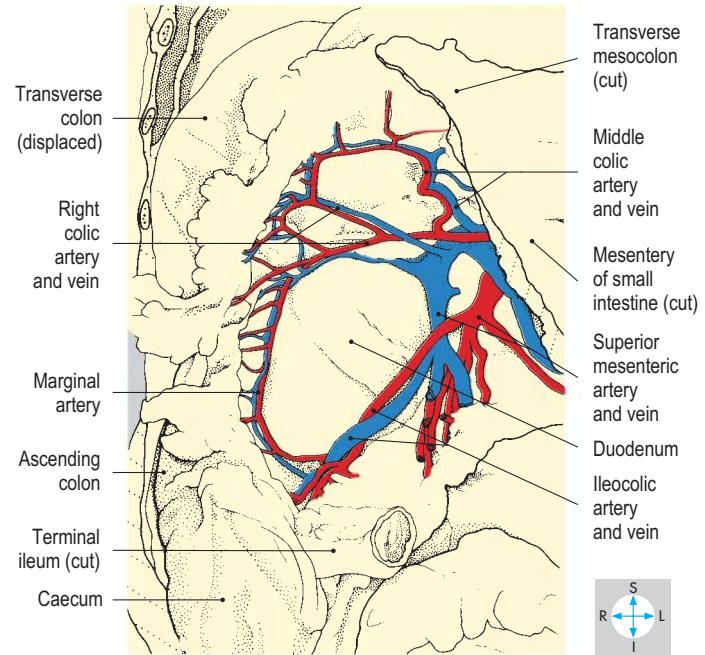 Transverse
colon
(displaced)
Right
colic
artery
and vein
Marginal
artery
Ascending
colon
Terminal
ileum (cut)
Caecum
Transverse
mesocolon
(cut)
Middle
colic
artery
and vein
Mesentery
of small
intestine (cut)
Superior
mesenteric
artery
and vein
Duodenum
Ileocolic
artery
and vein
S
R L
I